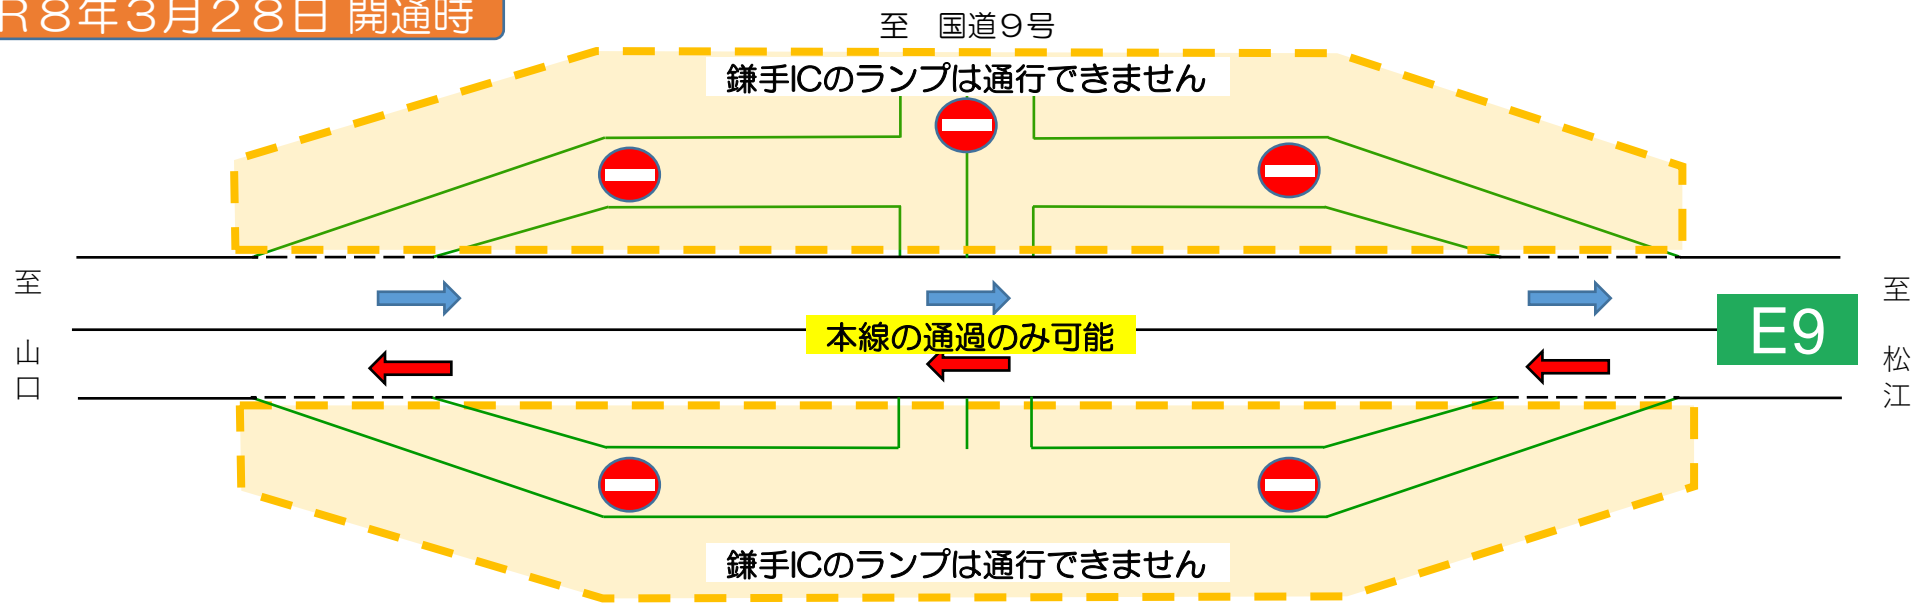 R８年３月２８日 開通時
至　国道９号
鎌手ICのランプは通行できません
至　山口
本線の通過のみ可能
E9
至　松江
鎌手ICのランプは通行できません